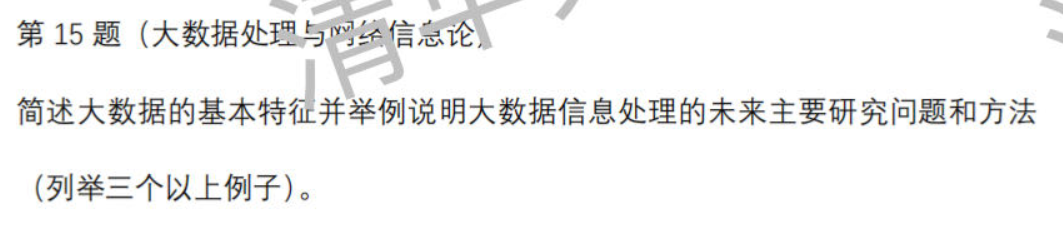 第 15 题（大数据处理与网络信息论）
简述大数据的基本特征并举例说明大数据信息处理的未来主要研究问题和方法
（列举三个以上例子）。
清华